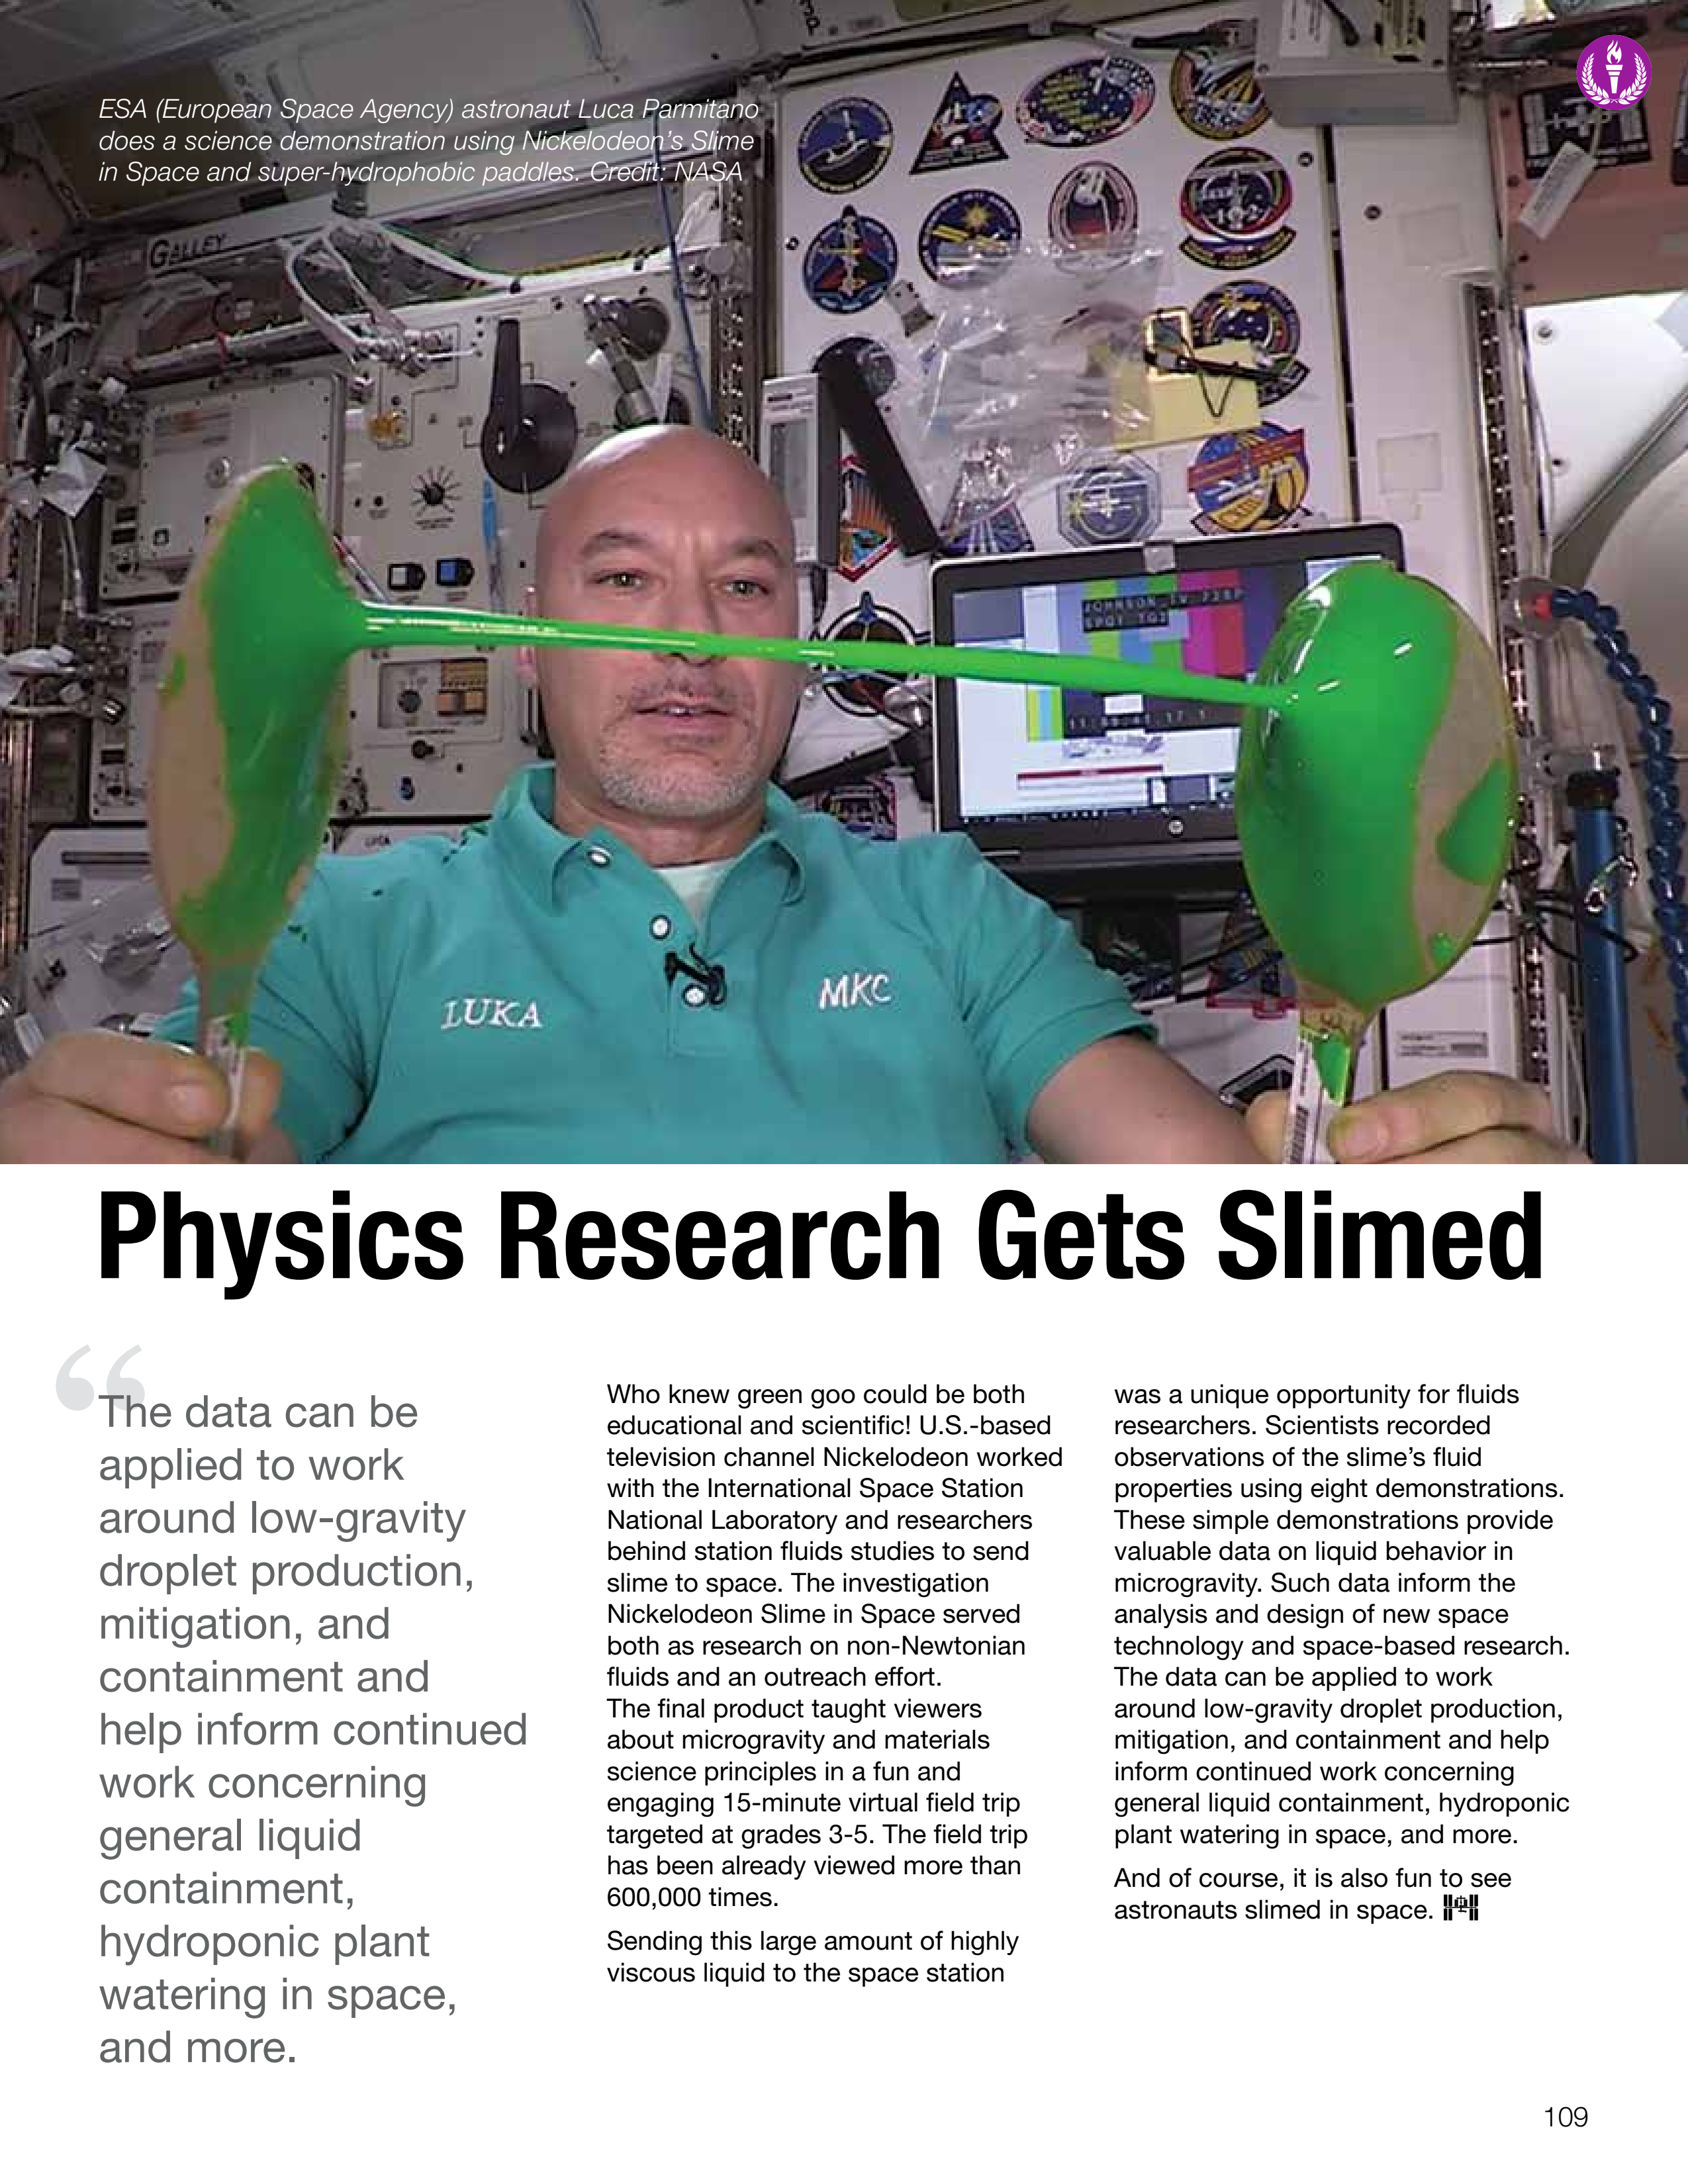 ESA (European Space Agency) astronaut Luca Parmitano
does a science demonstration using Nickelodeon's Slime
in Space and super-hydrophobic paddles. Credit: NASA
GALLEY
102
JOHNSON TV
LUKA
MKC
Physics Research Gets Slimed
“
The data can be
applied to work
around low-gravity
droplet production,
mitigation, and
containment and
help inform continued
work concerning
general liquid
containment,
hydroponic plant
watering in space,
and more.
Who knew green goo could be both
educational and scientific! U.S.-based
television channel Nickelodeon worked
with the International Space Station
National Laboratory and researchers
behind station fluids studies to send
slime to space. The investigation
Nickelodeon Slime in Space served
both as research on non-Newtonian
fluids and an outreach effort.
The final product taught viewers
about microgravity and materials
science principles in a fun and
engaging 15-minute virtual field trip
targeted at grades 3-5. The field trip
has been already viewed more than
600,000 times.
Sending this large amount of highly
viscous liquid to the space station
was a unique opportunity for fluids
researchers. Scientists recorded
observations of the slime's fluid
properties using eight demonstrations.
These simple demonstrations provide
valuable data on liquid behavior in
microgravity. Such data inform the
analysis and design of new space
technology and space-based research.
The data can be applied to work
around low-gravity droplet production,
mitigation, and containment and help
inform continued work concerning
general liquid containment, hydroponic
plant watering in space, and more.
And of course, it is also fun to see
astronauts slimed in space.
109